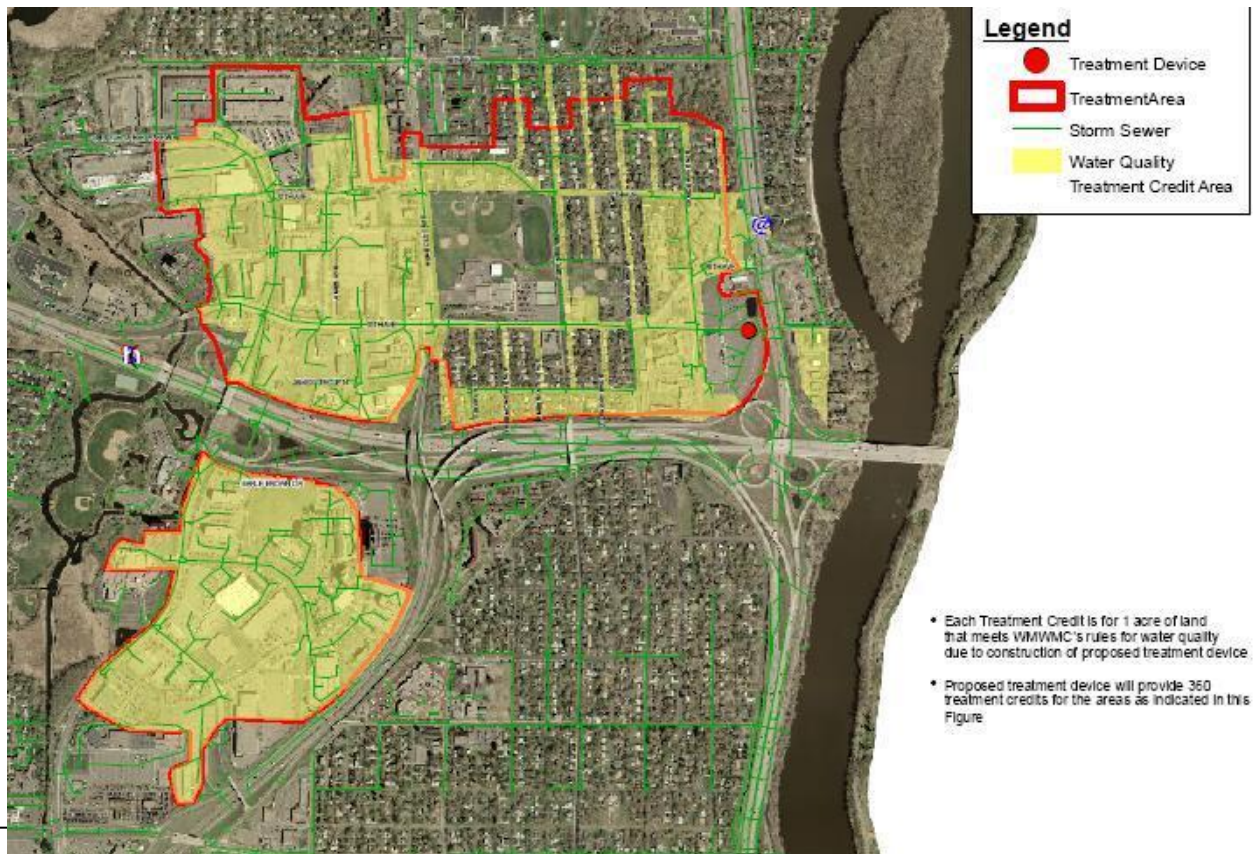 Legend
Treatment Device
TreatmentArea
Storm Sewer
Water Quality
Treatment Credit Area
• Each Treatment Credit is for 1 acre of land
that meets WMWMC's rules for water quality
due to construction of proposed treatment device
• Proposed treatment device will provide 360
treatment credits for the areas as indicated in this
Figure